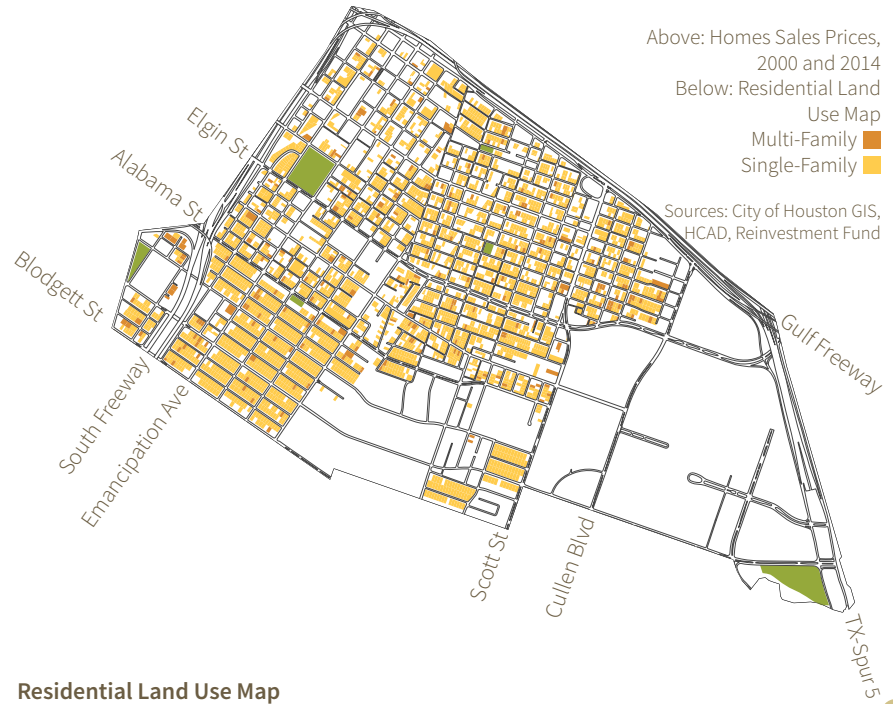 Above: Homes Sales Prices,
2000 and 2014
Below: Residential Land
Use Map
Multi-Family
Single-Family
Sources: City of Houston GIS,
HCAD, Reinvestment Fund
Elgin St
Alabama St
Blodgett St
South Freeway
Emancipation Ave
Scott St
Cullen Blvd
Gulf Freeway
TX-Spur 5
Residential Land Use Map